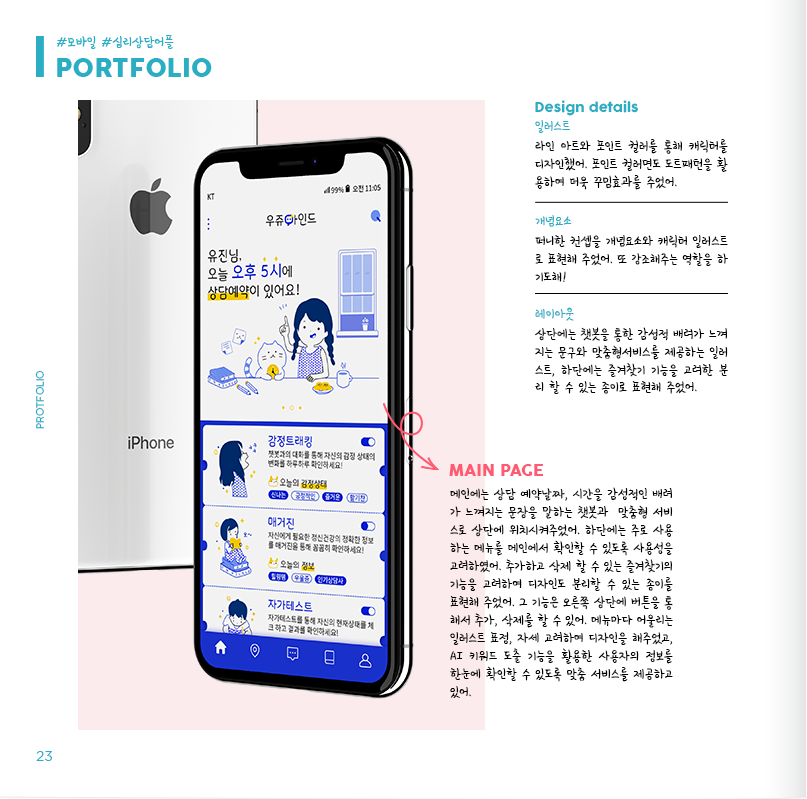 #모바일 #심리상담어플
PORTFOLIO
Design details
일러스트
라인 아트와 포인트 컬러를 통해 캐릭터를
디자인했어. 포인트 컬러면도 도트패턴을 활
용하여 더욱 꾸밈효과를 주었어.
개념요소
퍼니한 컨셉을 개념요소와 캐릭터 일러스트
로 표현해 주었어. 또 강조해주는 역할을 하
기도해!
레이아웃
상단에는 챗봇을 통한 감성적 배려가 느껴
지는 문구와 맞춤형서비스를 제공하는 일러
스트, 하단에는 즐겨찾기 기능을 고려한 분
리 할 수 있는 종이로 표현해 주었어.
KT
99% 오전 11:05
우쥬마인드
유진님,
오늘 오후 5시에
상담예약이 있어요!
감정트래킹
챗봇과의 대화를 통해 자신의 감정 상태의
변화를 하루하루 확인하세요!
오늘의 감정상태
신나는 긍정적인 즐거운 활기찬
매거진
자신에게 필요한 정신건강의 정확한 정보
를 매거진을 통해 꼼꼼히 확인하세요!
오늘의 정보
힐링템 우울증 인기상담사
자가테스트
자가테스트를 통해 자신의 현재상태를 체
크 하고 결과를 확인하세요!
iPhone
PROTFOLIO
MAIN PAGE
메인에는 상담 예약날짜, 시간을 감성적인 배려
가 느껴지는 문장을 말하는 챗봇과 맞춤형 서비
스로 상단에 위치시켜주었어. 하단에는 주로 사용
하는 메뉴를 메인에서 확인할 수 있도록 사용성을
고려하였어. 추가하고 삭제 할 수 있는 즐겨찾기의
기능을 고려하여 디자인도 분리할 수 있는 종이를
표현해 주었어. 그 기능은 오른쪽 상단에 버튼을 통
해서 추가, 삭제를 할 수 있어. 메뉴마다 어울리는
일러스트 표정, 자세 고려하여 디자인을 해주었고,
AI 키워드 도출 기능을 활용한 사용자의 정보를
한눈에 확인할 수 있도록 맞춤 서비스를 제공하고
있어.
23